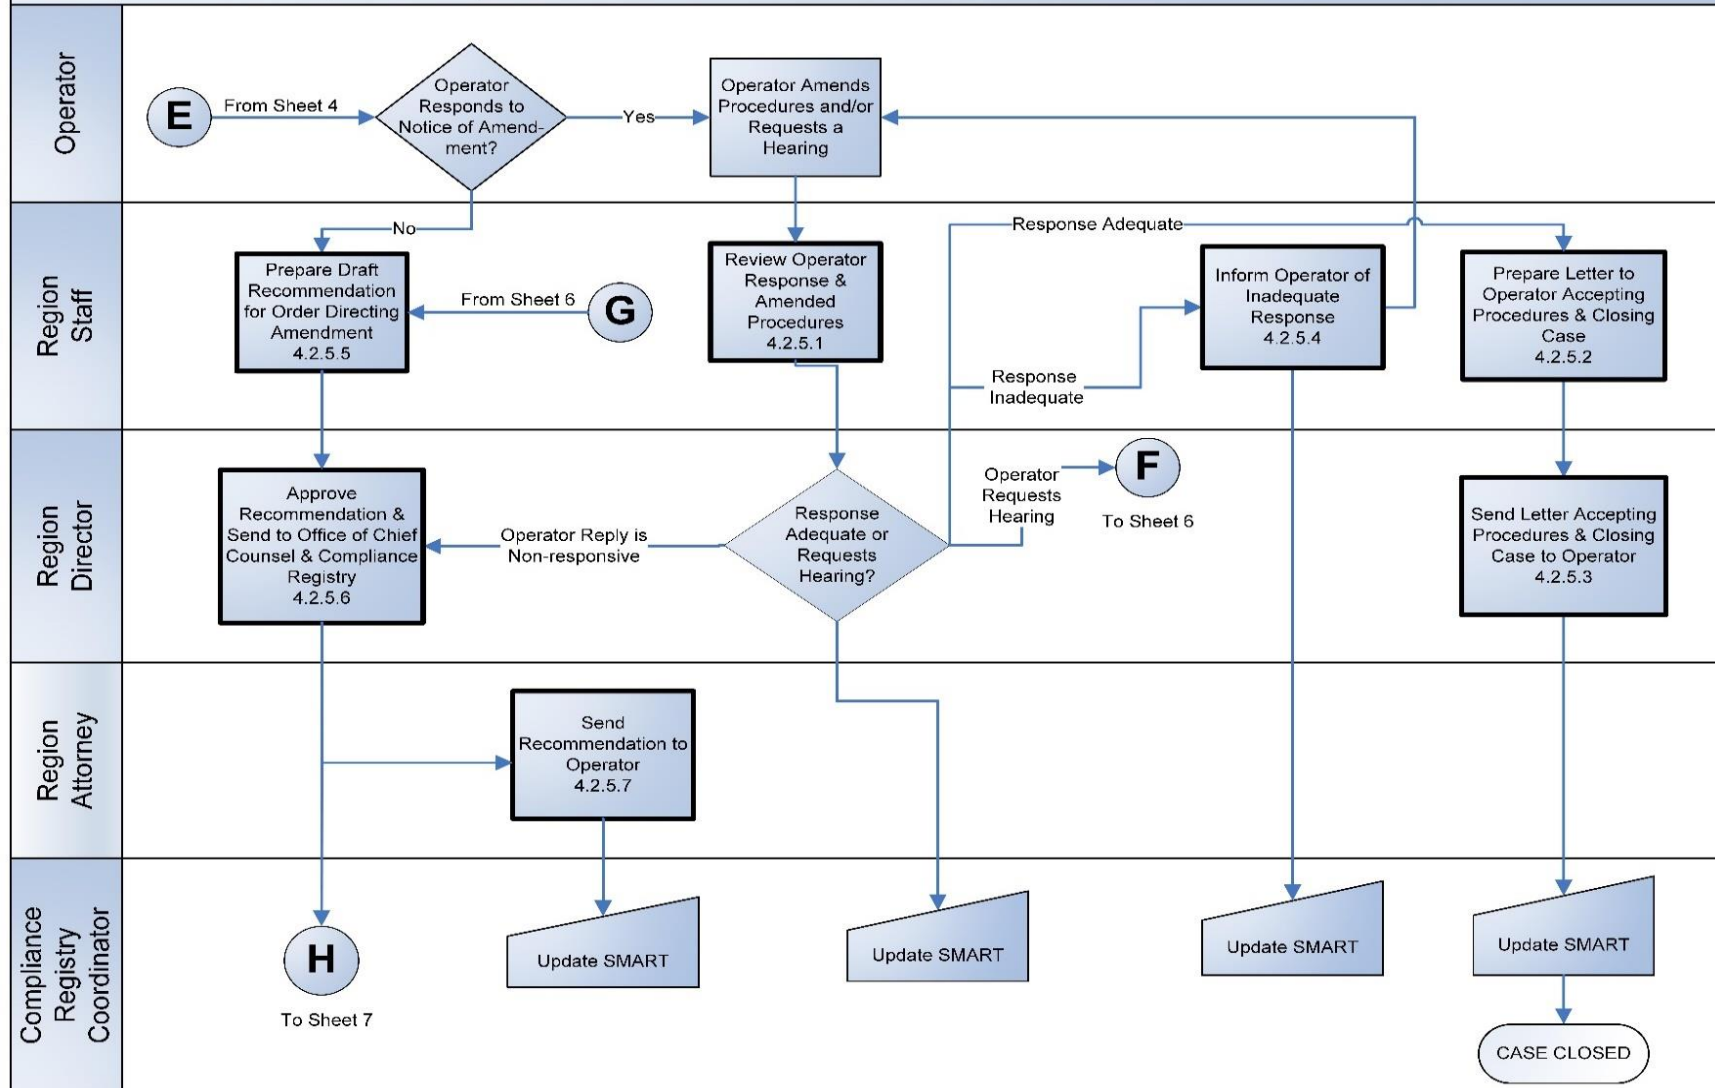 Operator
E
From Sheet 4
Operator
Responds to
Notice of Amend-
ment?
Yes
Operator Amends
Procedures and/or
Requests a
Hearing
Region
Staff
No
Prepare Draft
Recommendation
for Order Directing
Amendment
4.2.5.5
From Sheet 6
G
Review Operator
Response &
Amended
Procedures
4.2.5.1
Response Adequate
Response
Inadequate
Inform Operator of
Inadequate
Response
4.2.5.4
Prepare Letter to
Operator Accepting
Procedures & Closing
Case
4.2.5.2
Region
Director
Approve
Recommendation &
Send to Office of Chief
Counsel & Compliance
Registry
4.2.5.6
Operator Reply is
Non-responsive
Response
Adequate or
Requests
Hearing?
Operator
Requests
Hearing
F
To Sheet 6
Send Letter Accepting
Procedures & Closing
Case to Operator
4.2.5.3
Region
Attorney
Send
Recommendation to
Operator
4.2.5.7
Compliance
Registry
Coordinator
H
To Sheet 7
Update SMART
Update SMART
Update SMART
Update SMART
CASE CLOSED